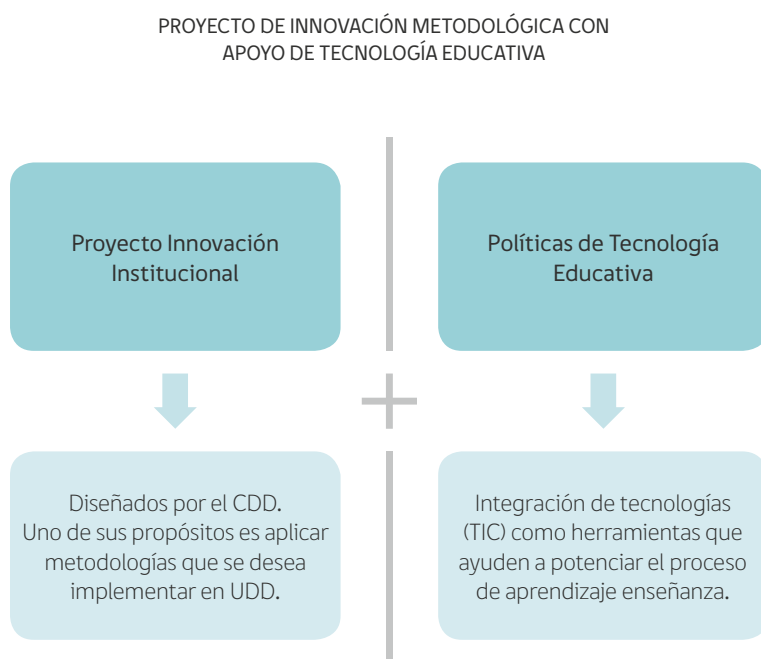 PROYECTO DE INNOVACIÓN METODOLÓGICA CON
APOYO DE TECNOLOGÍA EDUCATIVA
Proyecto Innovación
Institucional
Políticas de Tecnología
Educativa
Diseñados por el CDD.
Uno de sus propósitos es aplicar
metodologías que se desea
implementar en UDD.
Integración de tecnologías
(TIC) como herramientas que
ayuden a potenciar el proceso
de aprendizaje enseñanza.